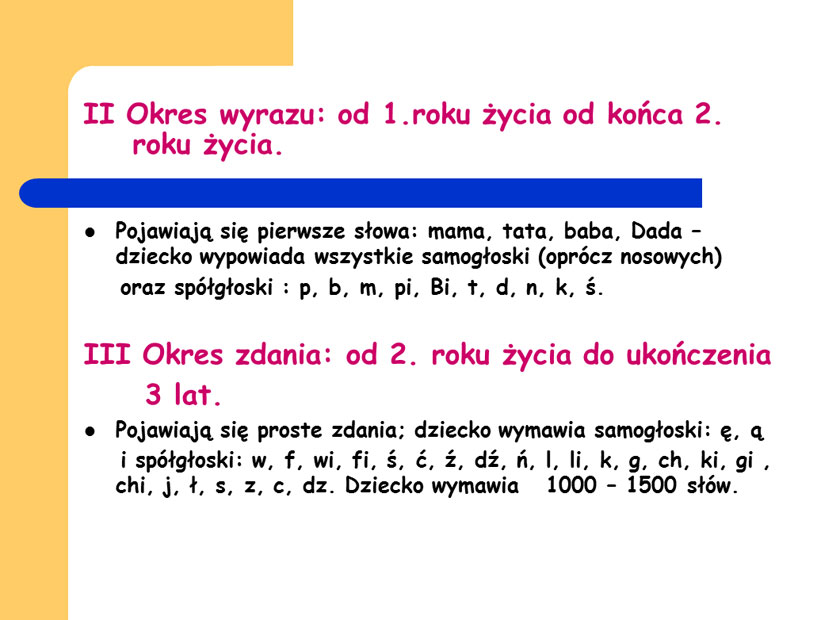 II Okres wyrazu: od 1.roku życia od końca 2.
roku życia.
● Pojawiają się pierwsze słowa: mama, tata, baba, Dada –
dziecko wypowiada wszystkie samogłoski (oprócz nosowych)
oraz spółgłoski : p, b, m, pi, Bi, t, d, n, k, ś.
III Okres zdania: od 2. roku życia do ukończenia
3 lat.
● Pojawiają się proste zdania; dziecko wymawia samogłoski: ę, ą
i spółgłoski: w, f, wi, fi, ś, ć, ź, dź, ń, l, li, k, g, ch, ki, gi ,
chi, j, ł, s, z, c, dz. Dziecko wymawia 1000 – 1500 słów.